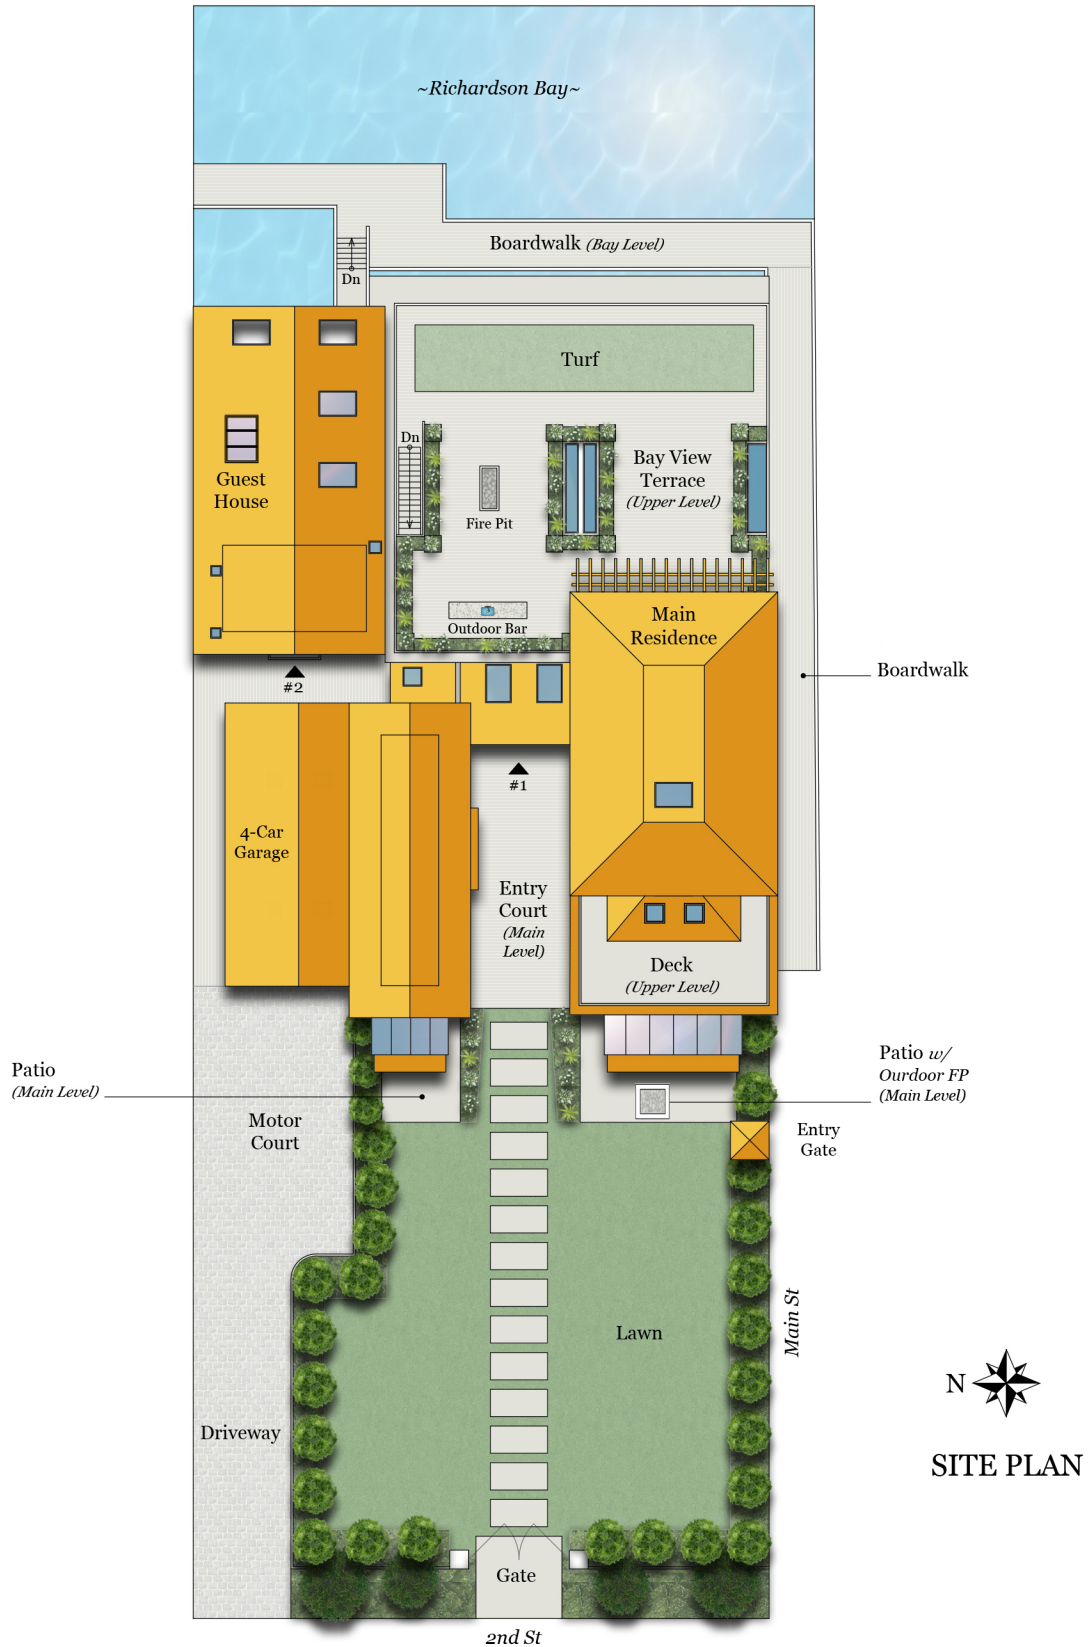 ~Richardson Bay~
Boardwalk (Bay Level)
Dn
Turf
Dn
Bay View
Terrace
(Upper Level)
Guest
House
Fire Pit
Outdoor Bar
Main
Residence
Boardwalk
#2
#1
4-Car
Garage
Entry
Court
(Main
Level)
Deck
(Upper Level)
Patio
(Main Level)
Patio w/
Ourdoor FP
(Main Level)
Motor
Court
Entry
Gate
Lawn
Main St
N
Driveway
SITE PLAN
Gate
2nd St